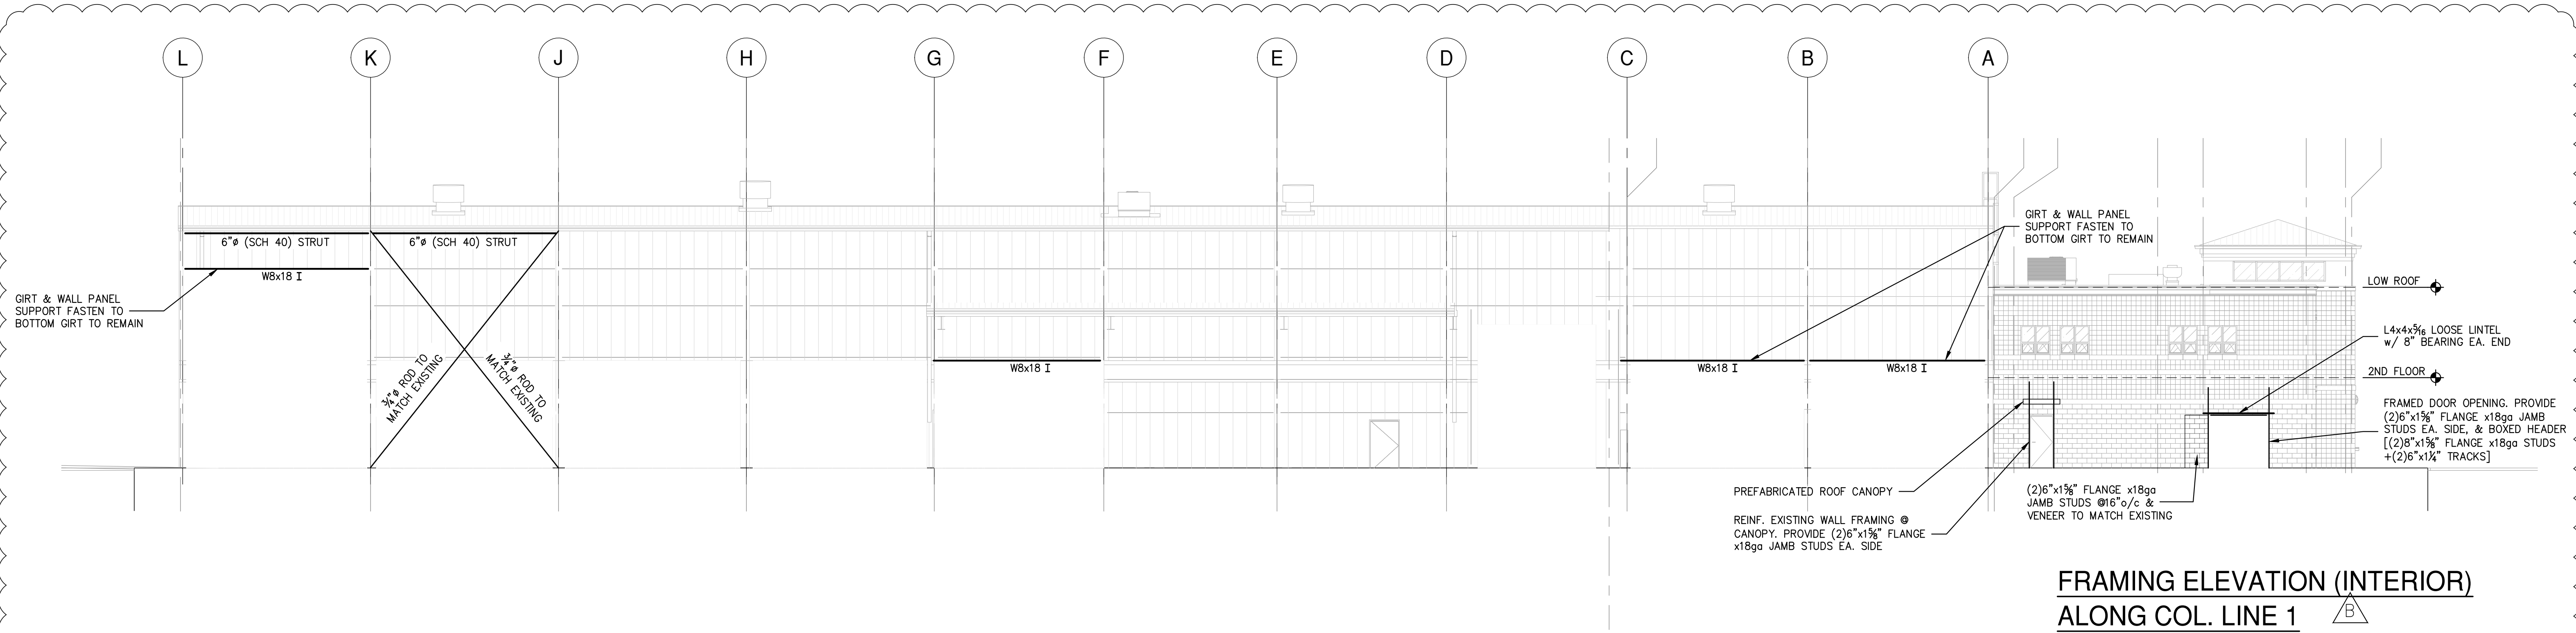 L
K
J
H
G
F
E
D
C
B
A
6"ø (SCH 40) STRUT
6"ø (SCH 40) STRUT
W8x18 I
GIRT & WALL PANEL
SUPPORT FASTEN TO
BOTTOM GIRT TO REMAIN
¾"ø ROD TO
MATCH EXISTING
¾"ø ROD TO
MATCH EXISTING
W8x18 I
W8x18 I
W8x18 I
GIRT & WALL PANEL
SUPPORT FASTEN TO
BOTTOM GIRT TO REMAIN
LOW ROOF
L4x4x5⁄16 LOOSE LINTEL
w/ 8" BEARING EA. END
2ND FLOOR
FRAMED DOOR OPENING. PROVIDE
(2)6"x1⅝" FLANGE x18ga JAMB
STUDS EA. SIDE, & BOXED HEADER
[(2)8"x1⅝" FLANGE x18ga STUDS
+(2)6"x1¼" TRACKS]
PREFABRICATED ROOF CANOPY
REINF. EXISTING WALL FRAMING @
CANOPY. PROVIDE (2)6"x1⅝" FLANGE
x18ga JAMB STUDS EA. SIDE
(2)6"x1⅝" FLANGE x18ga
JAMB STUDS @16"o/c &
VENEER TO MATCH EXISTING
FRAMING ELEVATION (INTERIOR)
ALONG COL. LINE 1
B